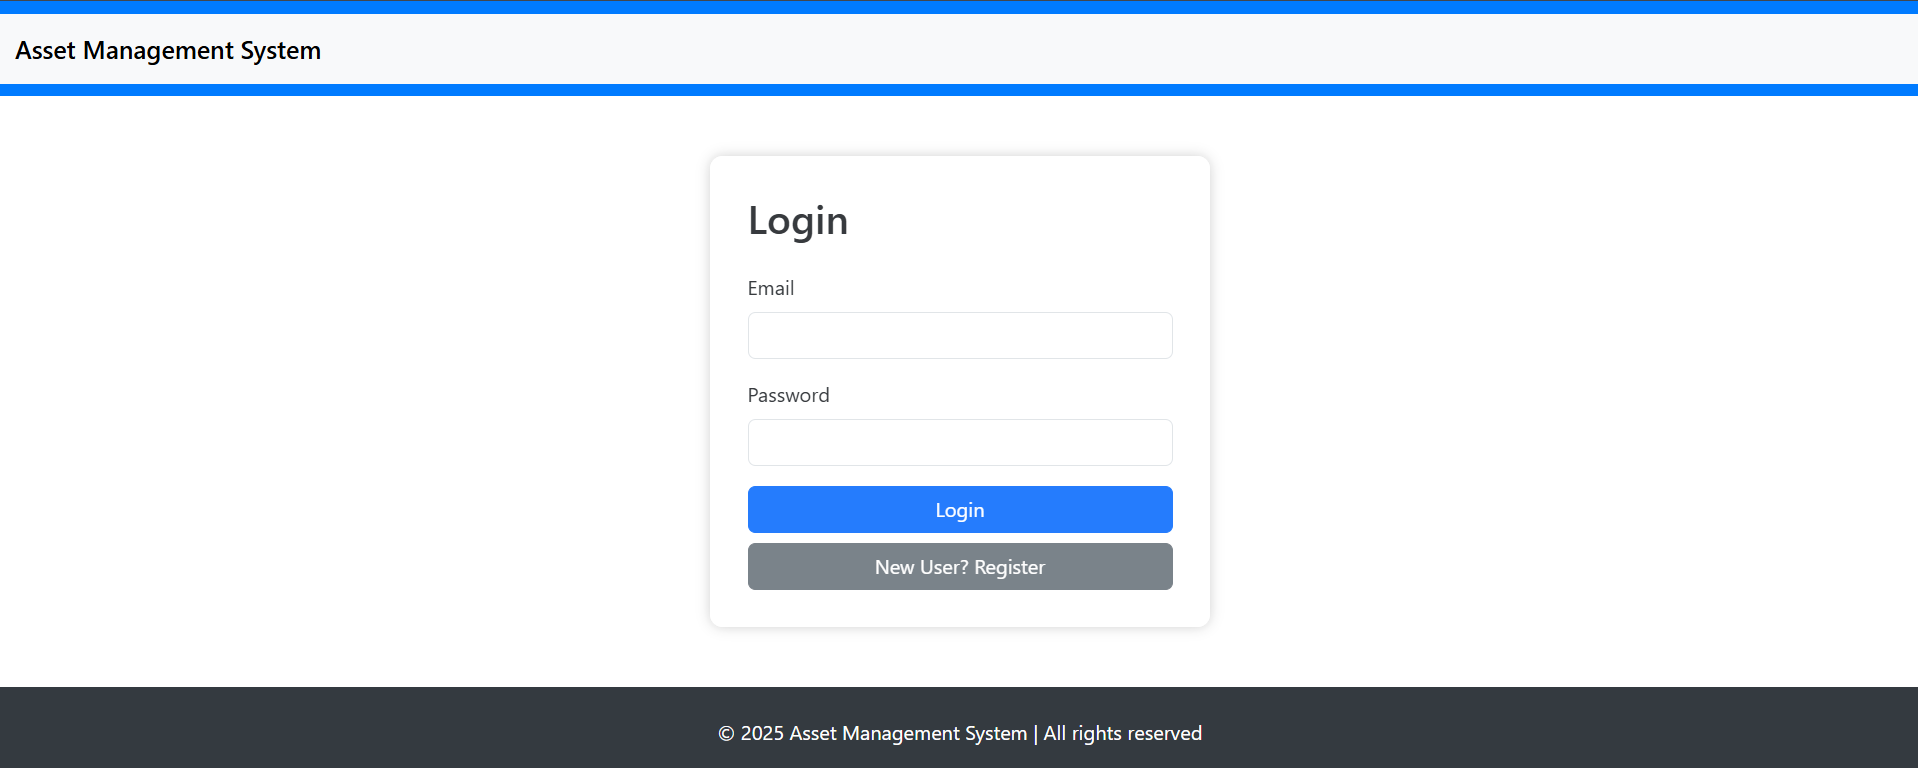 Asset Management System
Login
Email
Password
Login
New User? Register
© 2025 Asset Management System | All rights reserved